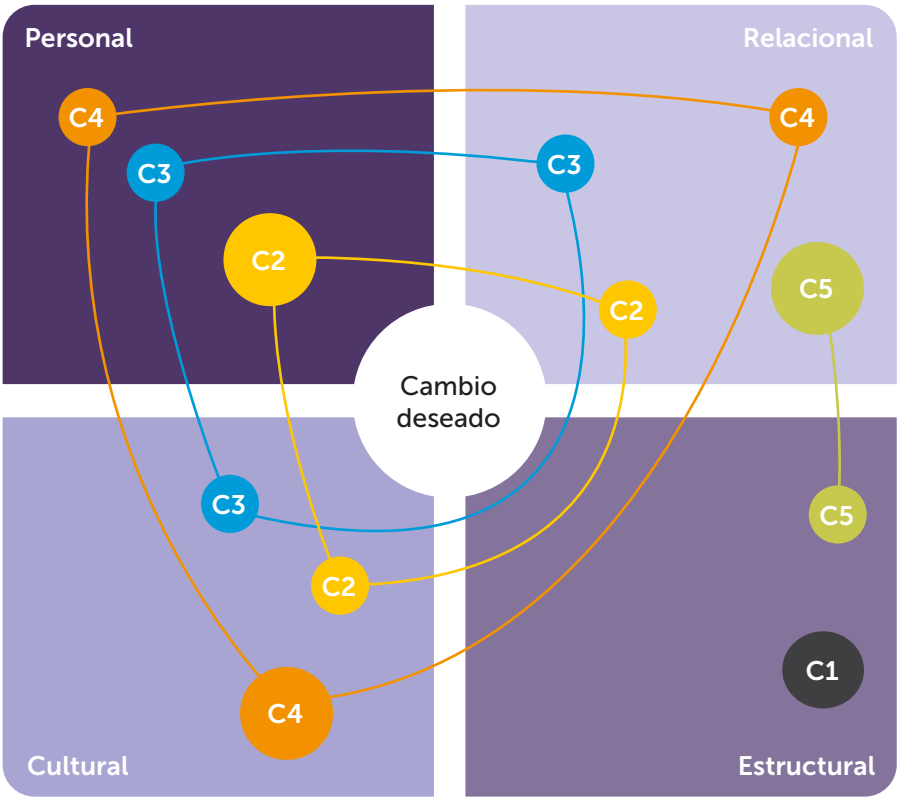 Personal
Relacional
C4
C4
C3
C3
C2
C5
C2
Cambio
deseado
C3
C5
C2
C1
C4
Cultural
Estructural